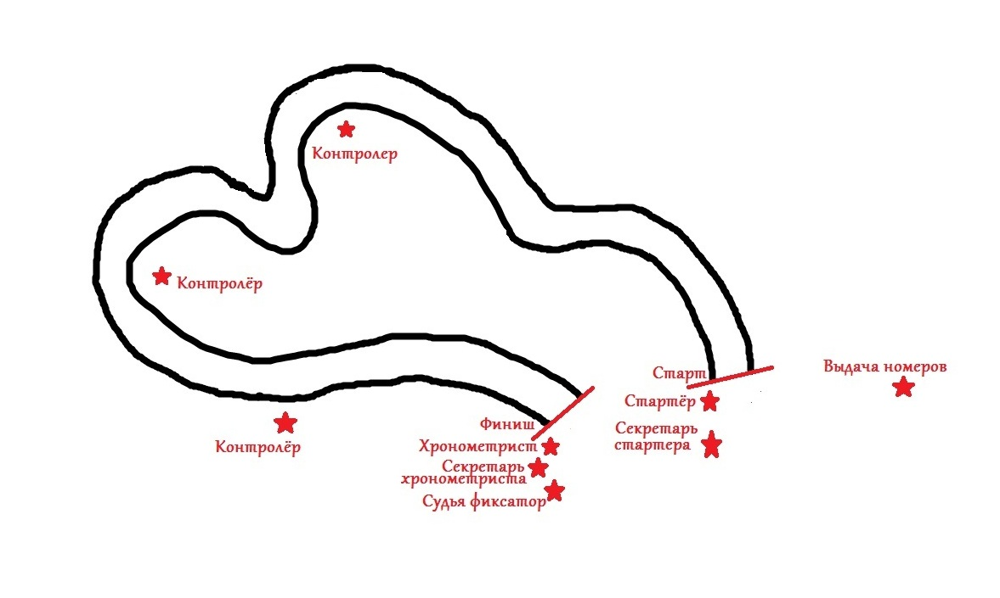 Контролер
Контролёр
Контролёр
Старт
Стартёр
Секретарь
стартера
Выдача номеров
Финиш
Хронометрист
Секретарь
хронометриста
Судья фиксатор